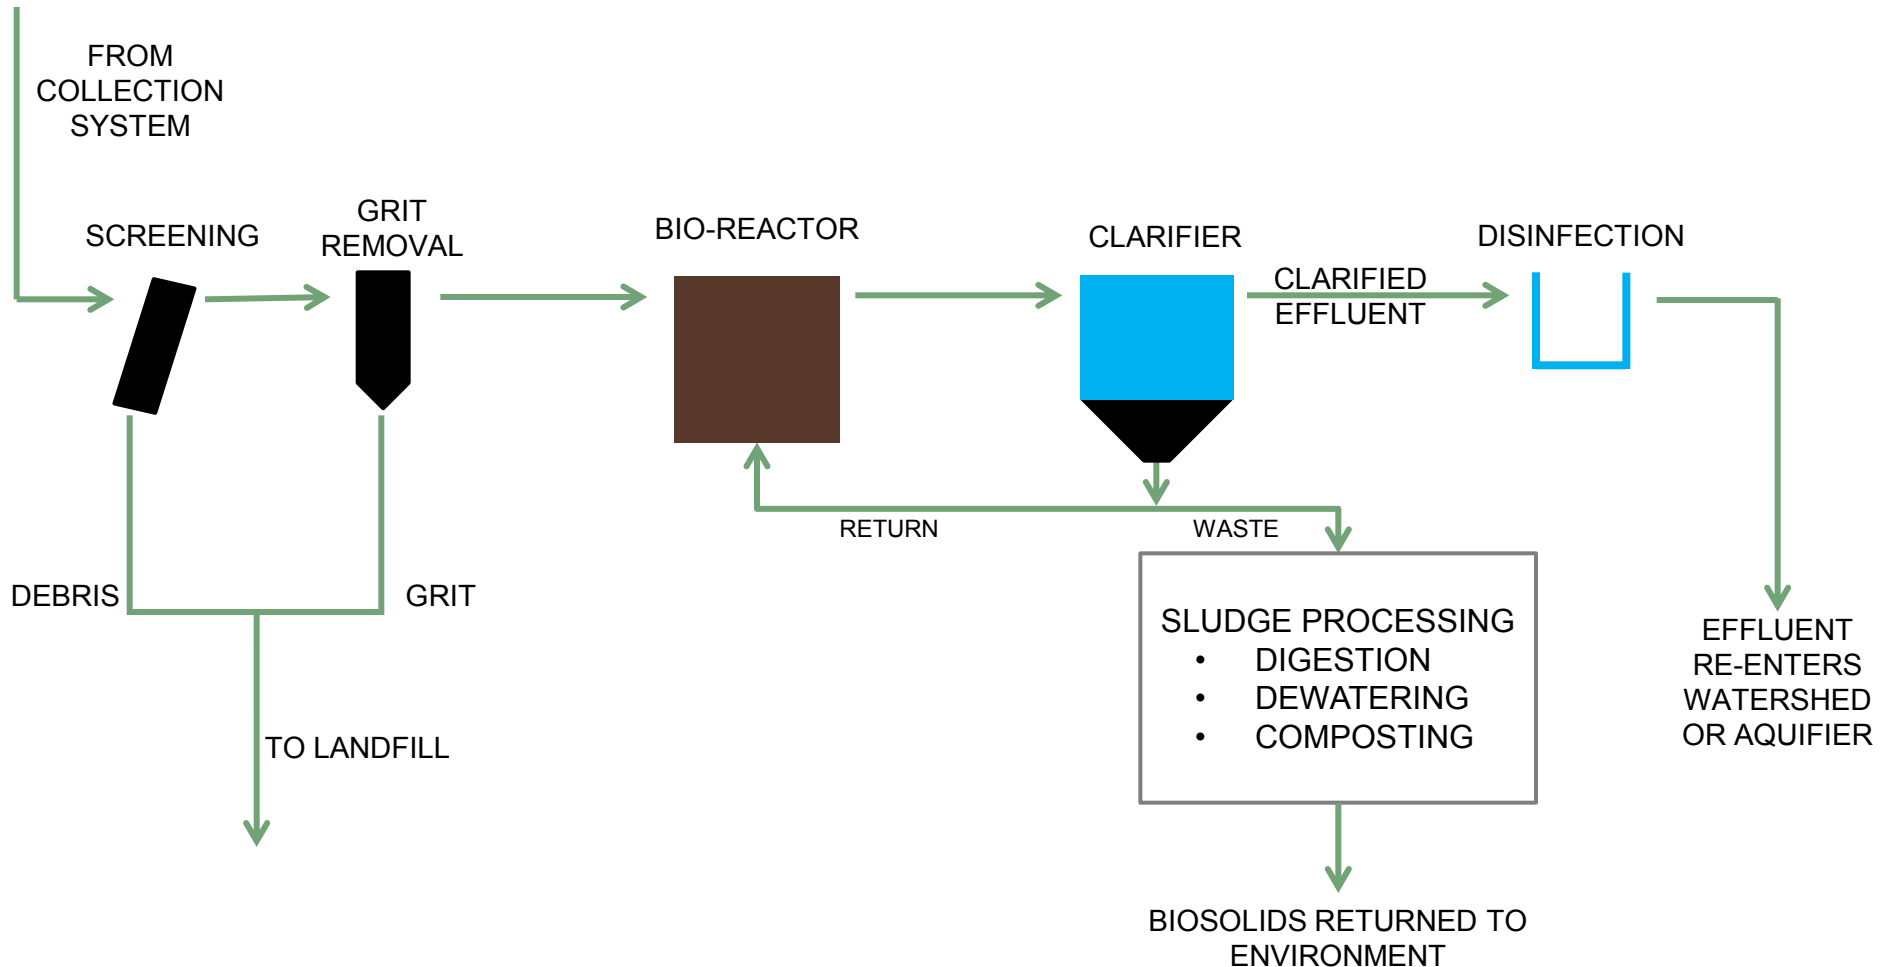 FROM
COLLECTION
SYSTEM
SCREENING
GRIT
REMOVAL
BIO-REACTOR
CLARIFIER
CLARIFIED
EFFLUENT
DISINFECTION
RETURN
WASTE
DEBRIS
GRIT
TO LANDFILL
SLUDGE PROCESSING
• DIGESTION
• DEWATERING
• COMPOSTING
EFFLUENT
RE-ENTERS
WATERSHED
OR AQUIFIER
BIOSOLIDS RETURNED TO
ENVIRONMENT